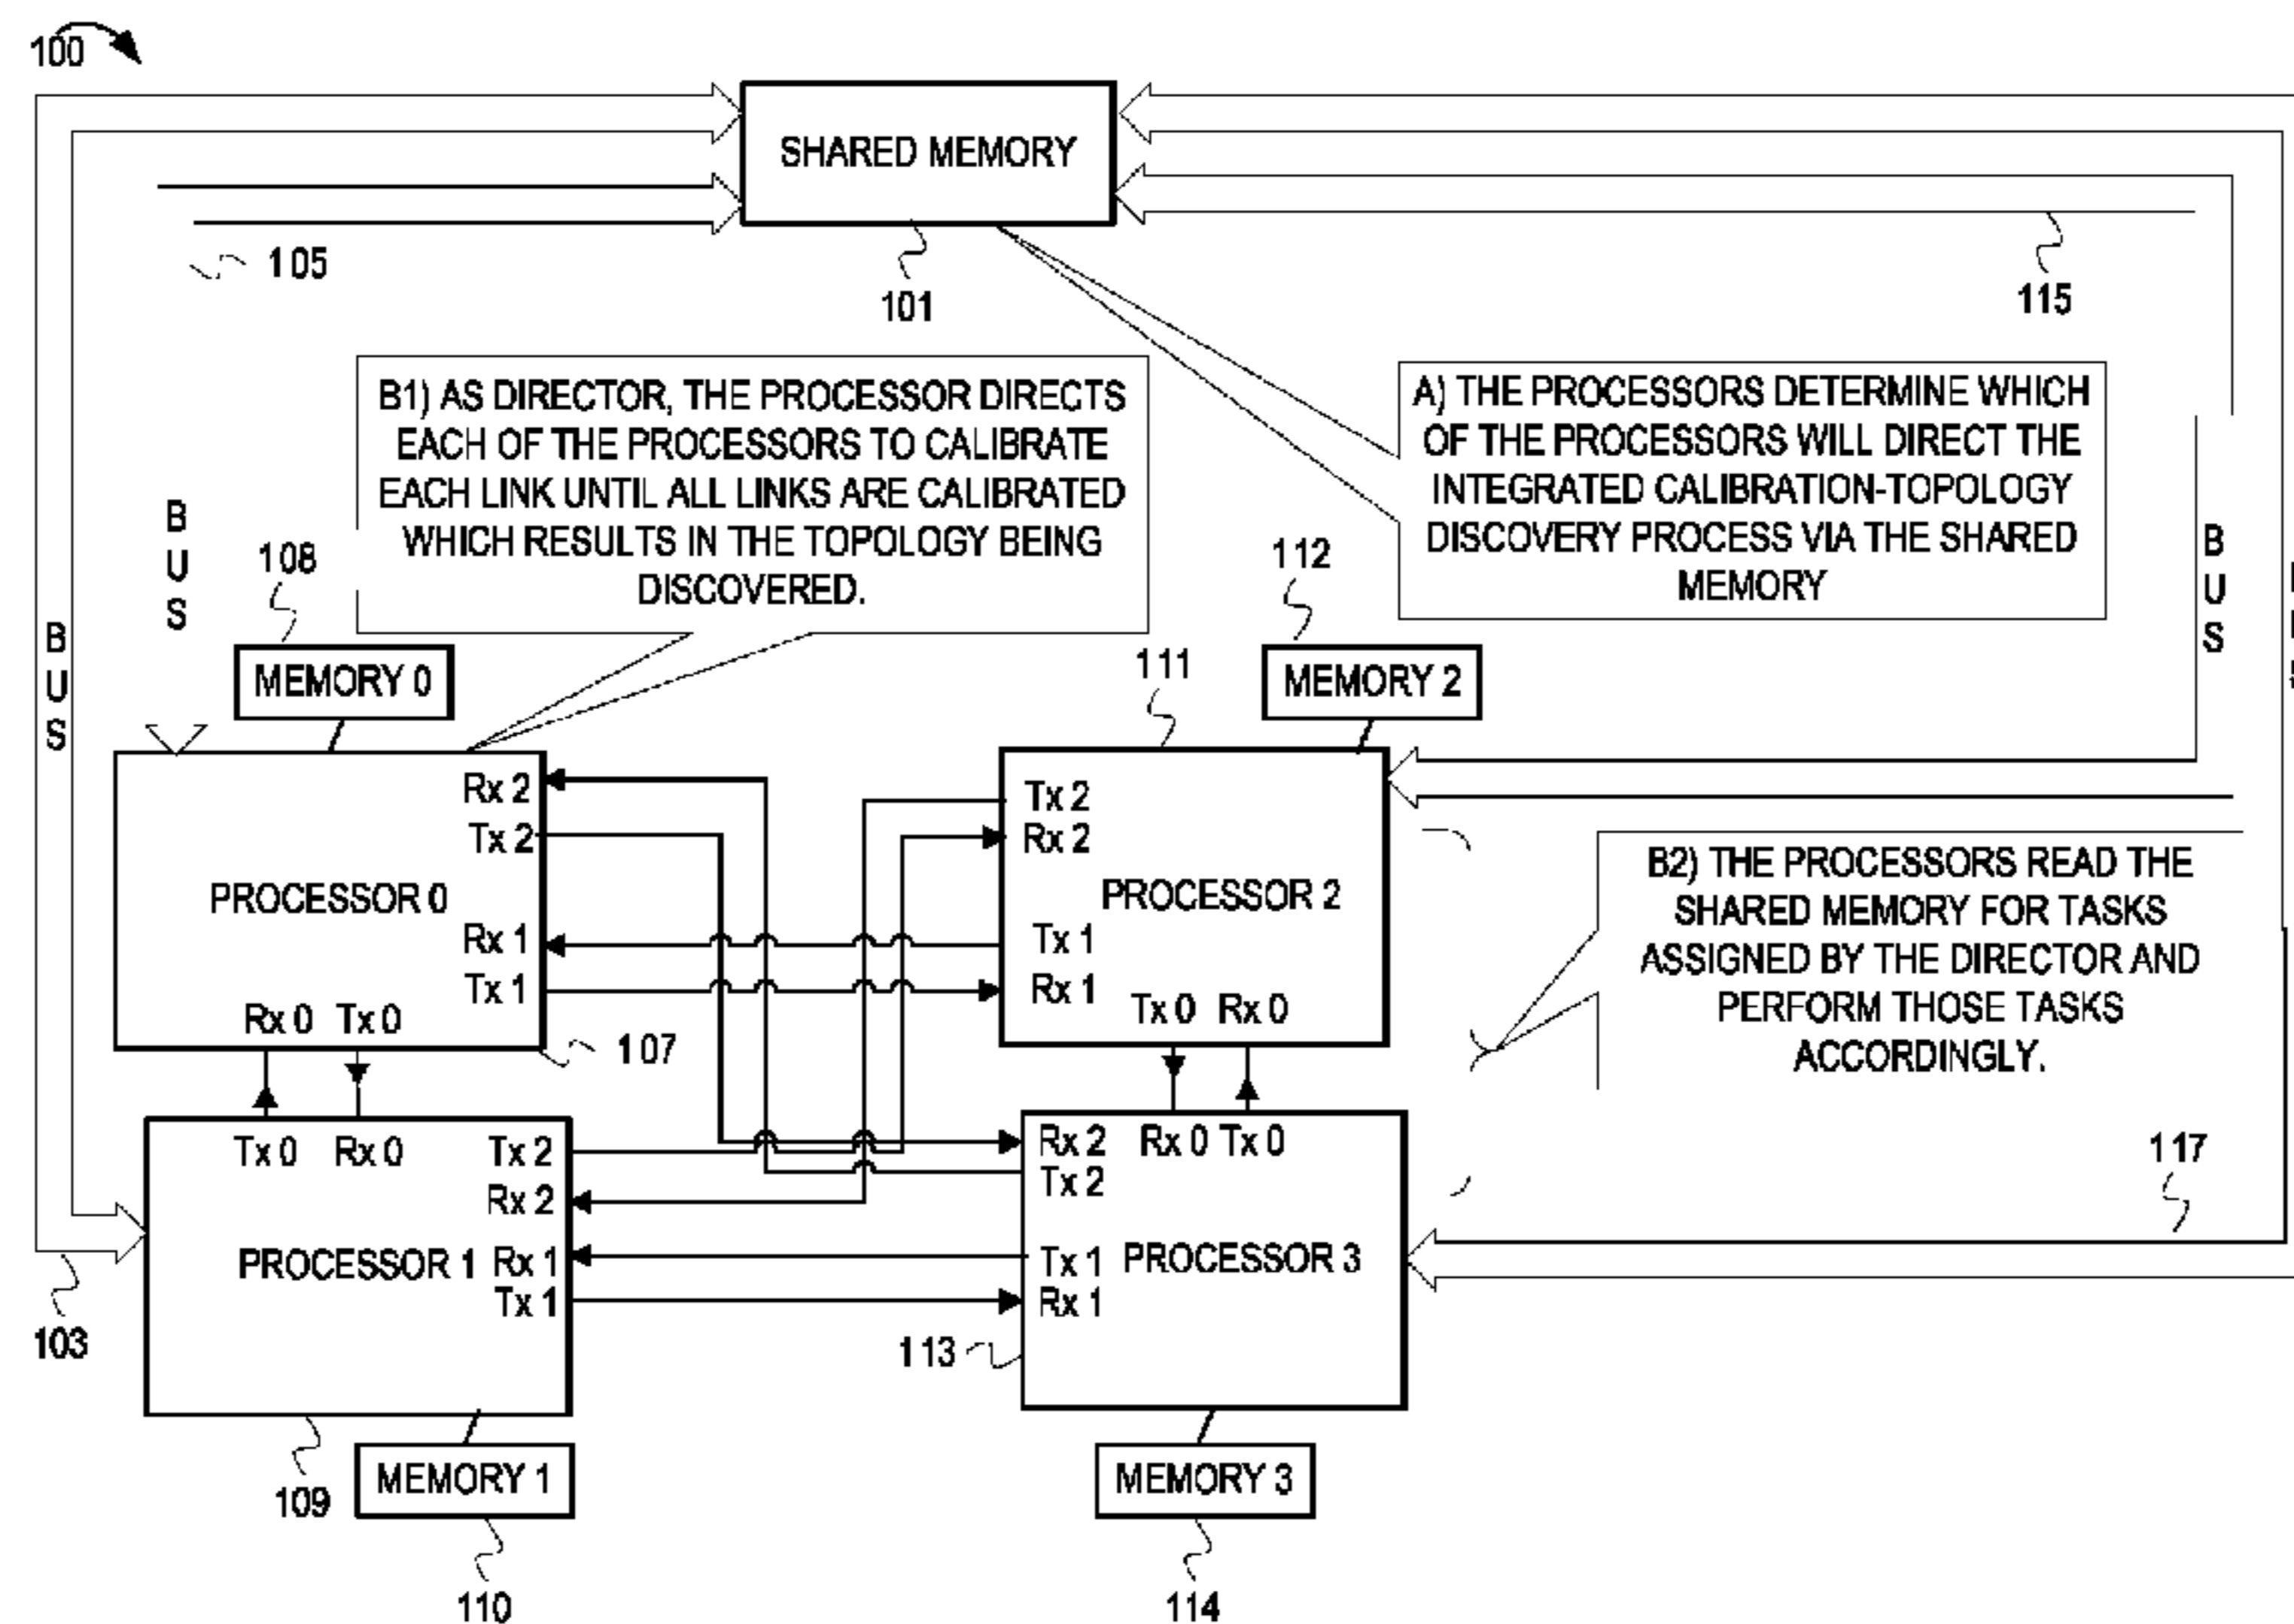 100
SHARED MEMORY
105
101
115
B1) AS DIRECTOR, THE PROCESSOR DIRECTS
EACH OF THE PROCESSORS TO CALIBRATE
EACH LINK UNTIL ALL LINKS ARE CALIBRATED
WHICH RESULTS IN THE TOPOLOGY BEING
DISCOVERED.
A) THE PROCESSORS DETERMINE WHICH
OF THE PROCESSORS WILL DIRECT THE
INTEGRATED CALIBRATION-TOPOLOGY
DISCOVERY PROCESS VIA THE SHARED
MEMORY
BUS
BUS
BUS
108
112
111
MEMORY 0
MEMORY 2
Rx 2
Tx 2
PROCESSOR 0
Rx 1
Tx 1
Rx 0 Tx 0
107
Tx 2
Rx 2
PROCESSOR 2
Tx 1
Rx 1
Tx 0 Rx 0
B2) THE PROCESSORS READ THE
SHARED MEMORY FOR TASKS
ASSIGNED BY THE DIRECTOR AND
PERFORM THOSE TASKS
ACCORDINGLY.
117
Tx 0 Rx 0 Tx 2
Rx 2
PROCESSOR 1 Rx 1
Tx 1
Rx 2 Rx 0 Tx 0
Tx 2
Tx 1 PROCESSOR 3
Rx 1
103
113
109
MEMORY 1
MEMORY 3
110
114